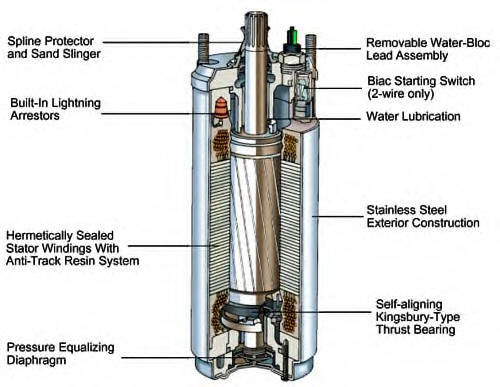 Spline Protector
and Sand Slinger
Built-In Lightning
Arrestors
Hermetically Sealed
Stator Windings With
Anti-Track Resin System
Pressure Equalizing
Diaphragm
Removable Water-Bloc
Lead Assembly
Biac Starting Switch
(2-wire only)
Water Lubrication
Stainless Steel
Exterior Construction
Self-aligning
Kingsbury-Type
Thrust Bearing